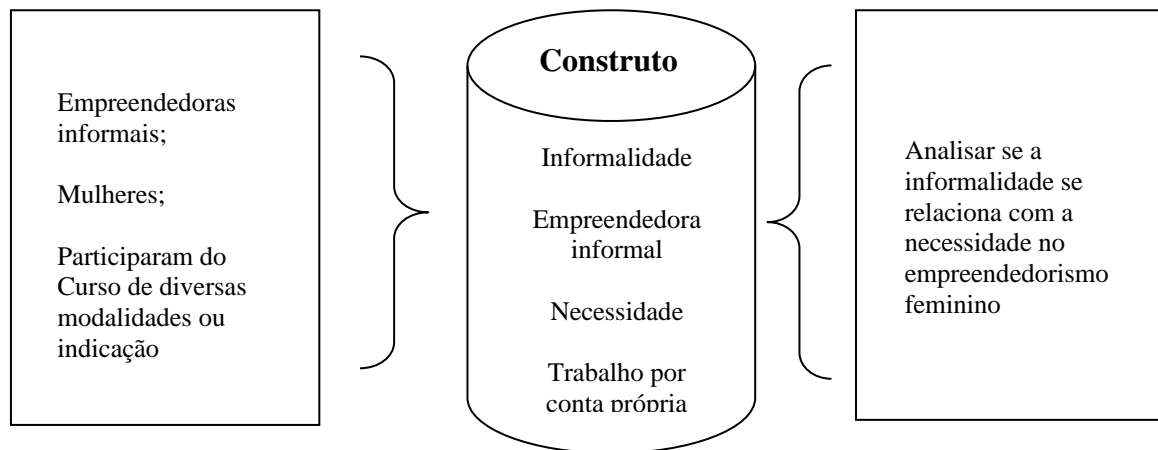 Empreendedoras
informais;
Mulheres;
Participaram do
Curso de diversas
modalidades ou
indicação
Construto
Informalidade
Empreendedora
informal
Necessidade
Trabalho por
conta própria
Analisar se a
informalidade se
relaciona com a
necessidade no
empreendedorismo
feminino